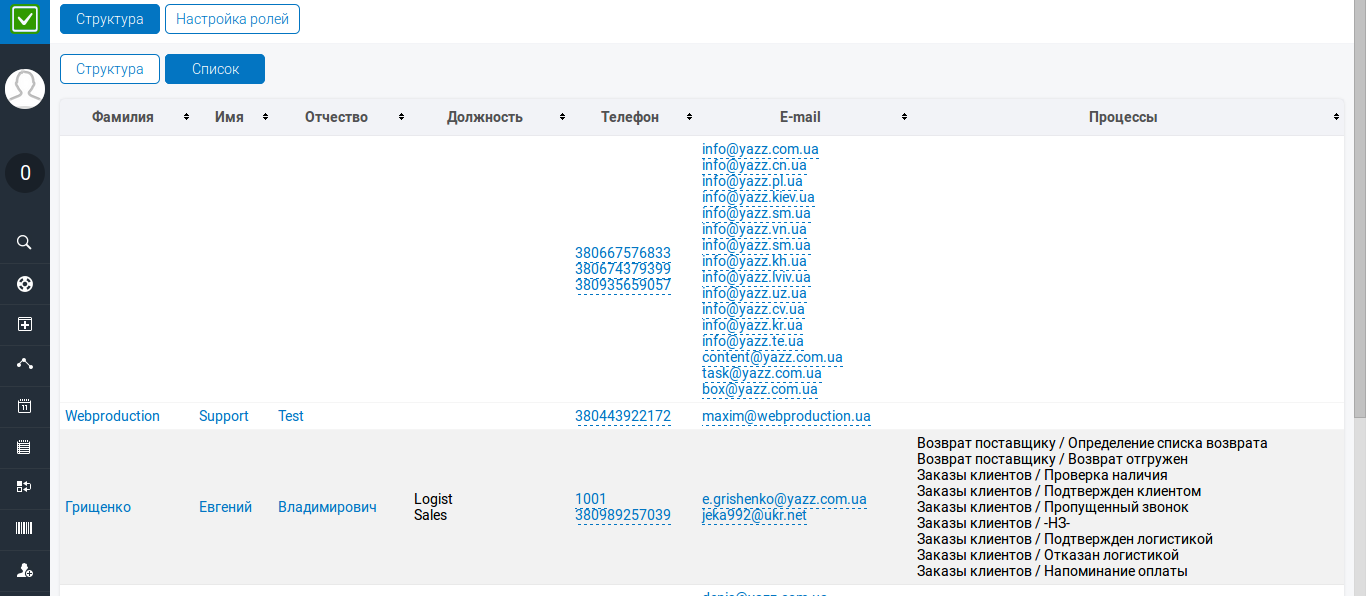 Структура Настройка ролей
Структура Список
Фамилия Имя Отчество Должность Телефон E-mail Процессы
0
info@yazz.com.ua
info@yazz.cn.ua
info@yazz.pl.ua
info@yazz.kiev.ua
info@yazz.sm.ua
info@yazz.vn.ua
info@yazz.sm.ua
info@yazz.kh.ua
info@yazz.lviv.ua
info@yazz.uz.ua
info@yazz.cv.ua
info@yazz.kr.ua
info@yazz.te.ua
content@yazz.com.ua
task@yazz.com.ua
box@yazz.com.ua
380667576833
380674379399
380935659057
Webproduction Support Test 380443922172 maxim@webproduction.ua
11
Грищенко Евгений Владимирович
Logist
Sales
1001
380989257039
e.grishenko@yazz.com.ua
jeka992@ukr.net
Возврат поставщику / Определение списка возврата
Возврат поставщику / Возврат отгружен
Заказы клиентов / Проверка наличия
Заказы клиентов / Подтвержден клиентом
Заказы клиентов / Пропущенный звонок
Заказы клиентов / -НЗ-
Заказы клиентов / Подтвержден логистикой
Заказы клиентов / Отказан логистикой
Заказы клиентов / Напоминание оплаты